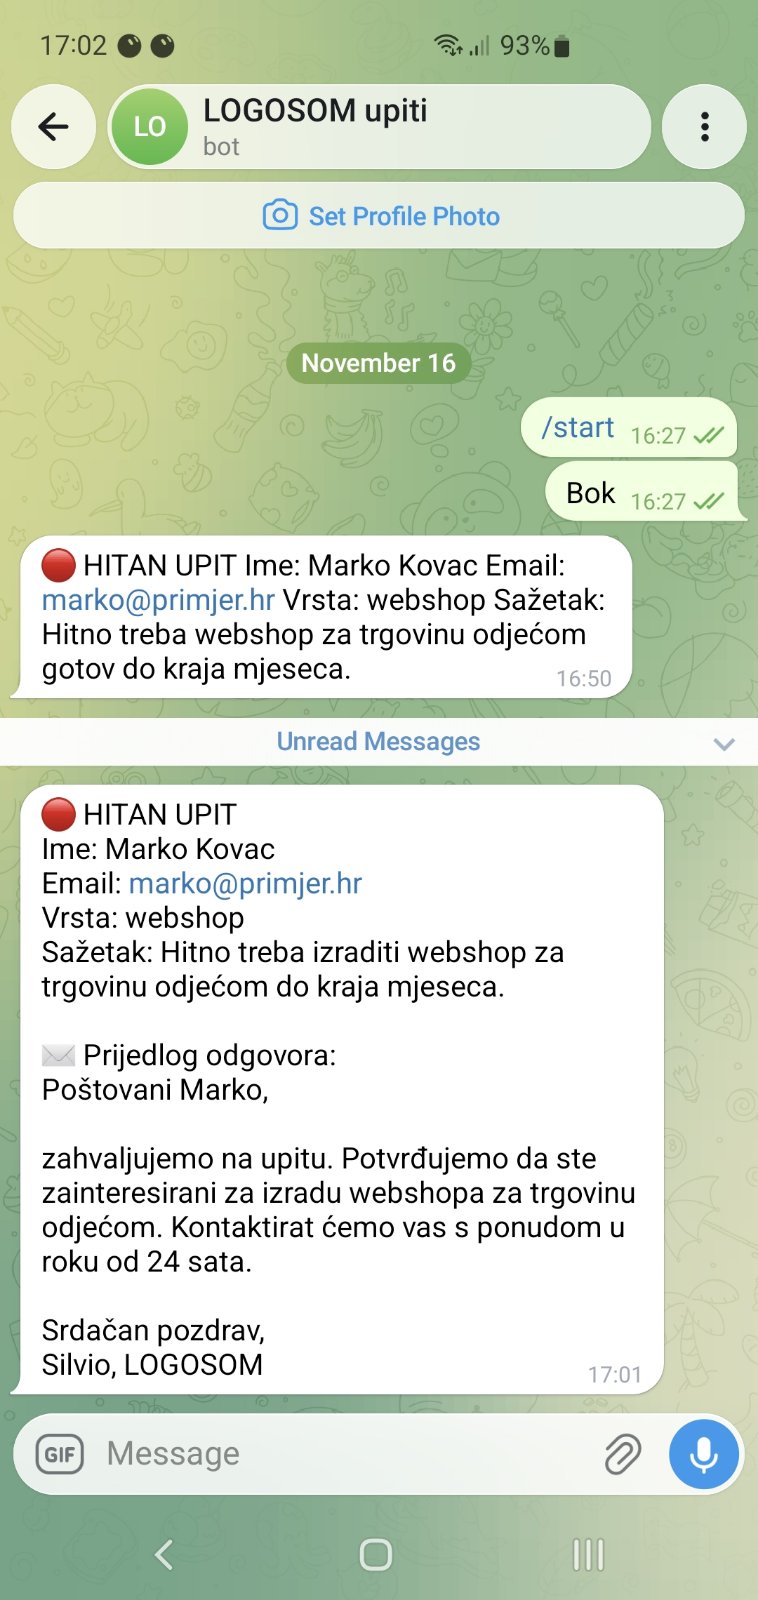 17:02
93%
LO
LOGOSOM upiti
bot
Set Profile Photo
November 16
/start 16:27
Bok 16:27
🔴 HITAN UPIT Ime: Marko Kovac Email:
marko@primjer.hr Vrsta: webshop Sažetak:
Hitno treba webshop za trgovinu odjećom
gotov do kraja mjeseca. 16:50
Unread Messages
🔴 HITAN UPIT
Ime: Marko Kovac
Email: marko@primjer.hr
Vrsta: webshop
Sažetak: Hitno treba izraditi webshop za
trgovinu odjećom do kraja mjeseca.
✉️ Prijedlog odgovora:
Poštovani Marko,
zahvaljujemo na upitu. Potvrđujemo da ste
zainteresirani za izradu webshopa za trgovinu
odjećom. Kontaktirat ćemo vas s ponudom u
roku od 24 sata.
Srdačan pozdrav,
Silvio, LOGOSOM 17:01
GIF Message